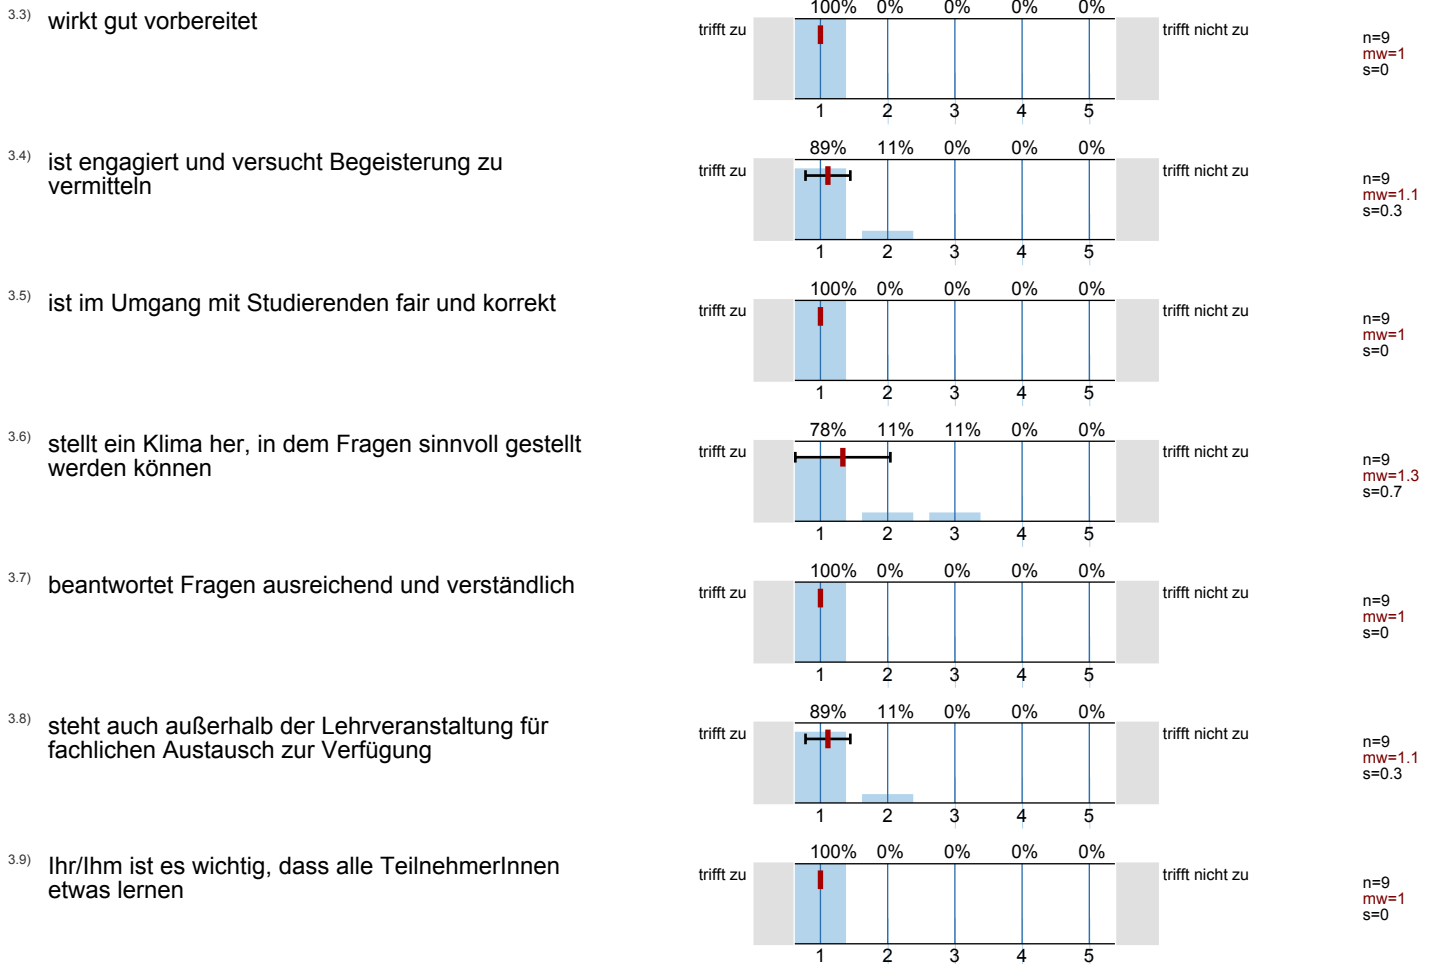 3.3) wirkt gut vorbereitet
100% 0% 0% 0% 0%
trifft zu trifft nicht zu
n=9
mw=1
s=0
1 2 3 4 5
3.4) ist engagiert und versucht Begeisterung zu
vermitteln
89% 11% 0% 0% 0%
trifft zu trifft nicht zu
n=9
mw=1.1
s=0.3
1 2 3 4 5
3.5) ist im Umgang mit Studierenden fair und korrekt
100% 0% 0% 0% 0%
trifft zu trifft nicht zu
n=9
mw=1
s=0
1 2 3 4 5
3.6) stellt ein Klima her, in dem Fragen sinnvoll gestellt
werden können
78% 11% 11% 0% 0%
trifft zu trifft nicht zu
n=9
mw=1.3
s=0.7
1 2 3 4 5
3.7) beantwortet Fragen ausreichend und verständlich
100% 0% 0% 0% 0%
trifft zu trifft nicht zu
n=9
mw=1
s=0
1 2 3 4 5
3.8) steht auch außerhalb der Lehrveranstaltung für
fachlichen Austausch zur Verfügung
89% 11% 0% 0% 0%
trifft zu trifft nicht zu
n=9
mw=1.1
s=0.3
1 2 3 4 5
3.9) Ihr/Ihm ist es wichtig, dass alle TeilnehmerInnen
etwas lernen
100% 0% 0% 0% 0%
trifft zu trifft nicht zu
n=9
mw=1
s=0
1 2 3 4 5